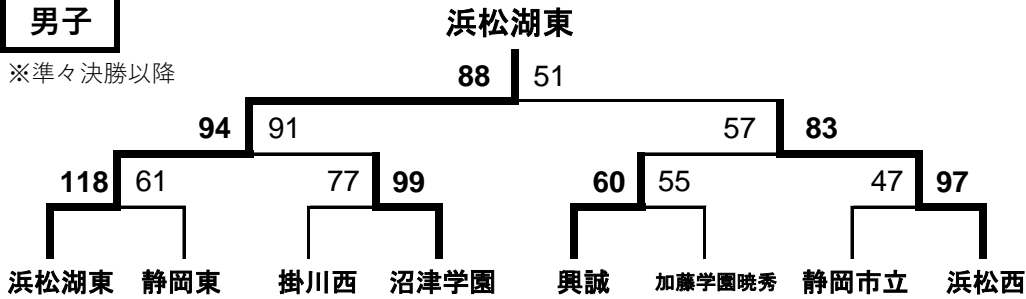 男子
浜松湖東
※準々決勝以降
88 51
94 91 57 83
118 61 77 99 60 55 47 97
浜松湖東 静岡東 掛川西 沼津学園 興誠 加藤学園暁秀 静岡市立 浜松西